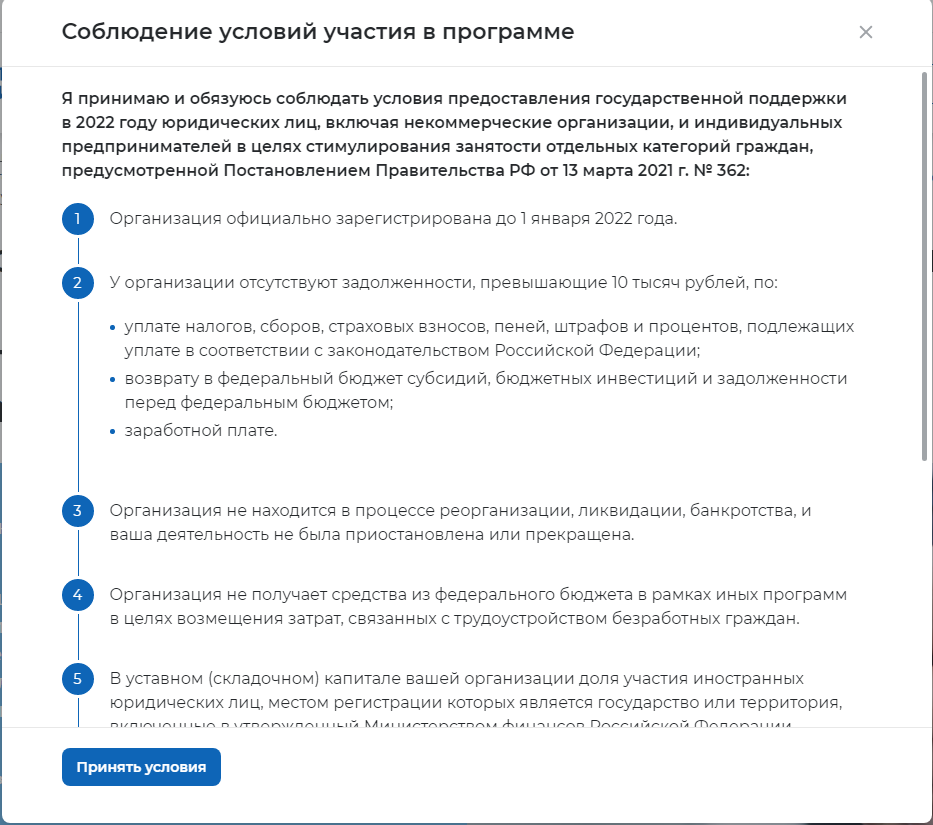 Соблюдение условий участия в программе
Я принимаю и обязуюсь соблюдать условия предоставления государственной поддержки
в 2022 году юридических лиц, включая некоммерческие организации, и индивидуальных
предпринимателей в целях стимулирования занятости отдельных категорий граждан,
предусмотренной Постановлением Правительства РФ от 13 марта 2021 г. № 362:
1 Организация официально зарегистрирована до 1 января 2022 года.
2 У организации отсутствуют задолженности, превышающие 10 тысяч рублей, по:
• уплате налогов, сборов, страховых взносов, пеней, штрафов и процентов, подлежащих
уплате в соответствии с законодательством Российской Федерации;
• возврату в федеральный бюджет субсидий, бюджетных инвестиций и задолженности
перед федеральным бюджетом;
• заработной плате.
3 Организация не находится в процессе реорганизации, ликвидации, банкротства, и
ваша деятельность не была приостановлена или прекращена.
4 Организация не получает средства из федерального бюджета в рамках иных программ
в целях возмещения затрат, связанных с трудоустройством безработных граждан.
5 В уставном (складочном) капитале вашей организации доля участия иностранных
юридических лиц, местом регистрации которых является государство или территория,
включенные в утвержденный Министерством финансов Российской Федерации
Принять условия